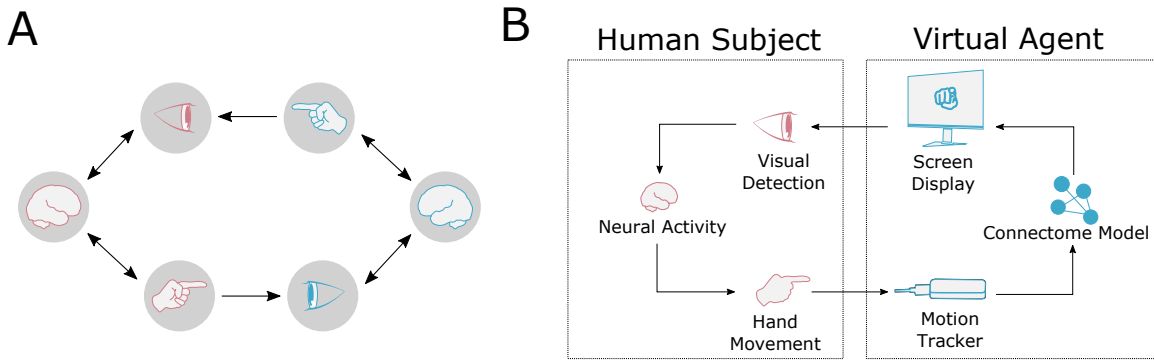 A
B
Human Subject
Virtual Agent
Visual
Detection
Screen
Display
Neural Activity
Connectome Model
Hand
Movement
Motion
Tracker